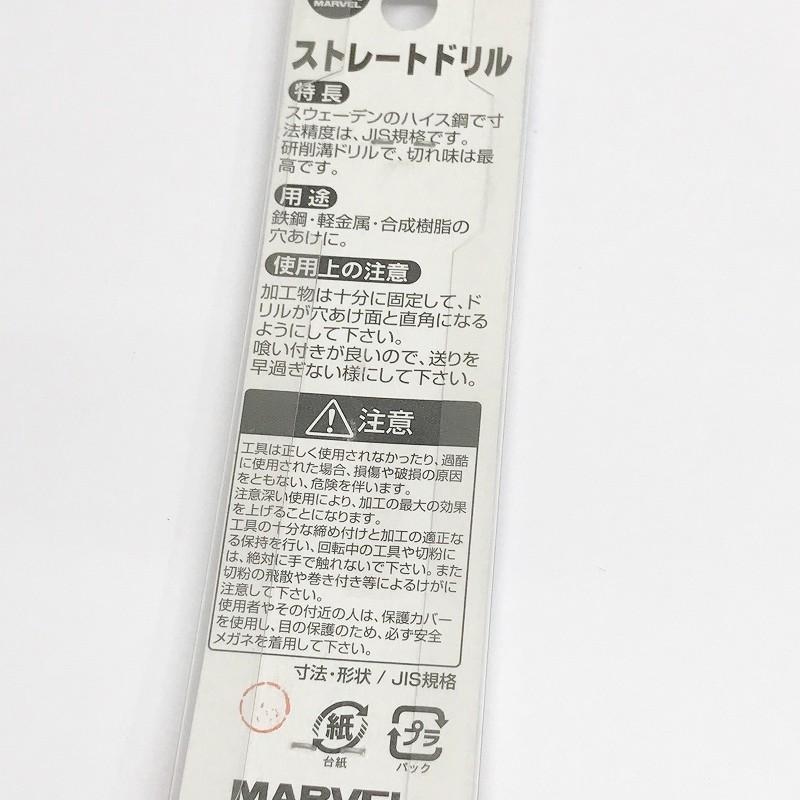 MARVEL
ストレートドリル
特長
スウェーデンのハイス鋼で寸
法精度は、JIS規格です。
研削溝ドリルで、切れ味は最
高です。
用途
鉄鋼・軽金属・合成樹脂の
穴あけに。
使用上の注意
加工物は十分に固定して、ド
リルが穴あけ面と直角になる
ようにして下さい。
喰い付きが良いので、送りを
早過ぎない様にして下さい。
注意
工具は正しく使用されなかったり、過酷
に使用された場合、損傷や破損の原因
をともない、危険を伴います。
注意深い使用により、加工の最大の効果
を上げることになります。
工具の十分な締め付けと加工の適正な
る保持を行い、回転中の工具や切粉に
は、絶対に手で触れないで下さい。また
切粉の飛散や巻き付き等によるけがに
注意して下さい。
使用者やその付近の人は、保護カバー
を使用し、目の保護のため、必ず安全
メガネを着用して下さい。
寸法・形状 / JIS規格
紙
台紙
プラ
パック
MARVEL